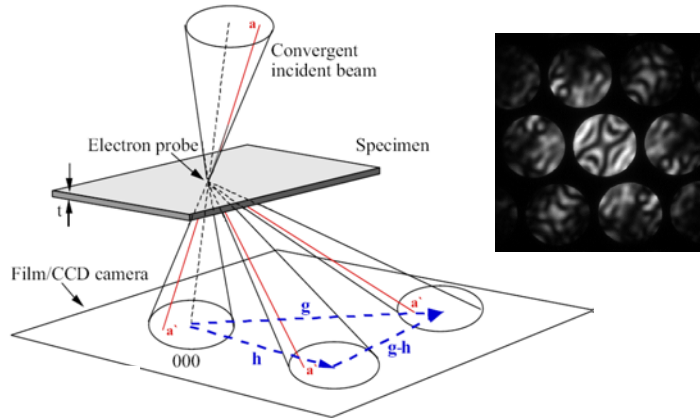 a
Convergent
incident beam
Electron probe
Specimen
t
Film/CCD camera
a`
g
a`
000
h
a`
g-h